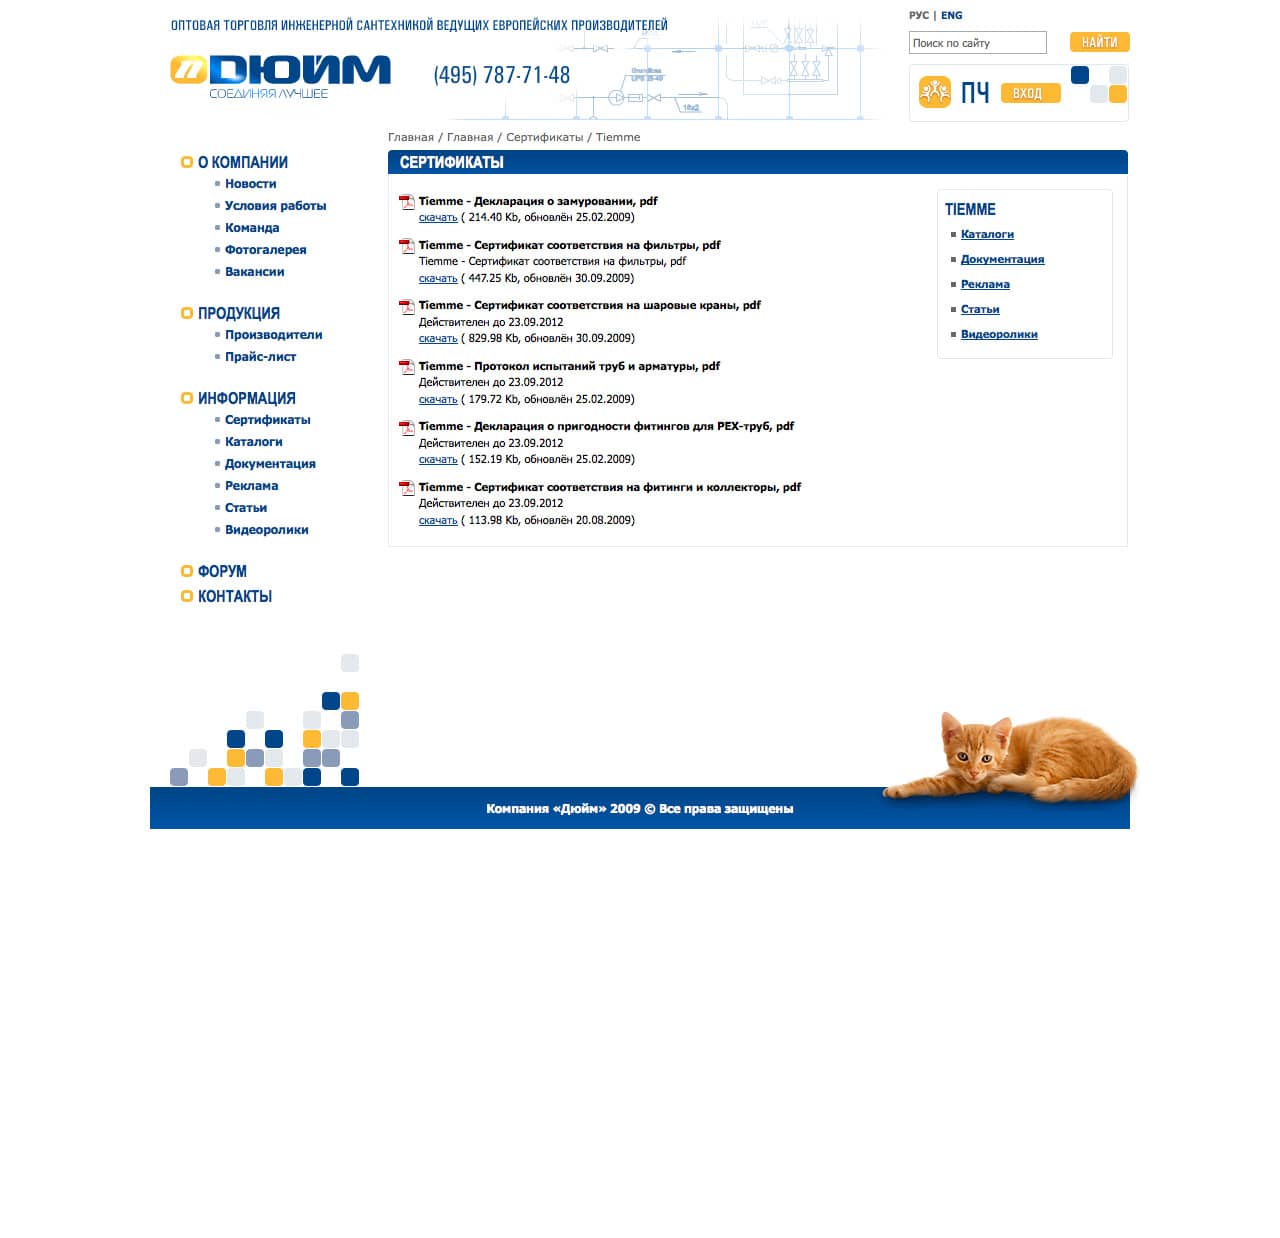 ОПТОВАЯ ТОРГОВЛЯ ИНЖЕНЕРНОЙ САНТЕХНИКОЙ ВЕДУЩИХ ЕВРОПЕЙСКИХ ПРОИЗВОДИТЕЛЕЙ
РУС | ENG
Поиск по сайту НАЙТИ
ДЮЙМ
СОЕДИНЯЯ ЛУЧШЕЕ
(495) 787-71-48
ПЧ ВХОД
Главная / Главная / Сертификаты / Tiemme
О КОМПАНИИ
Новости
Условия работы
Команда
Фотогалерея
Вакансии
ПРОДУКЦИЯ
Производители
Прайс-лист
ИНФОРМАЦИЯ
Сертификаты
Каталоги
Документация
Реклама
Статьи
Видеоролики
ФОРУМ
КОНТАКТЫ
СЕРТИФИКАТЫ
Tiemme - Декларация о замуровании, pdf
скачать ( 214.40 Kb, обновлён 25.02.2009)
Tiemme - Сертификат соответствия на фильтры, pdf
Tiemme - Сертификат соответствия на фильтры, pdf
скачать ( 447.25 Kb, обновлён 30.09.2009)
Tiemme - Сертификат соответствия на шаровые краны, pdf
Действителен до 23.09.2012
скачать ( 829.98 Kb, обновлён 30.09.2009)
Tiemme - Протокол испытаний труб и арматуры, pdf
Действителен до 23.09.2012
скачать ( 179.72 Kb, обновлён 25.02.2009)
Tiemme - Декларация о пригодности фитингов для PEX-труб, pdf
Действителен до 23.09.2012
скачать ( 152.19 Kb, обновлён 25.02.2009)
Tiemme - Сертификат соответствия на фитинги и коллекторы, pdf
Действителен до 23.09.2012
скачать ( 113.98 Kb, обновлён 20.08.2009)
TIEMME
Каталоги
Документация
Реклама
Статьи
Видеоролики
Компания «Дюйм» 2009 © Все права защищены